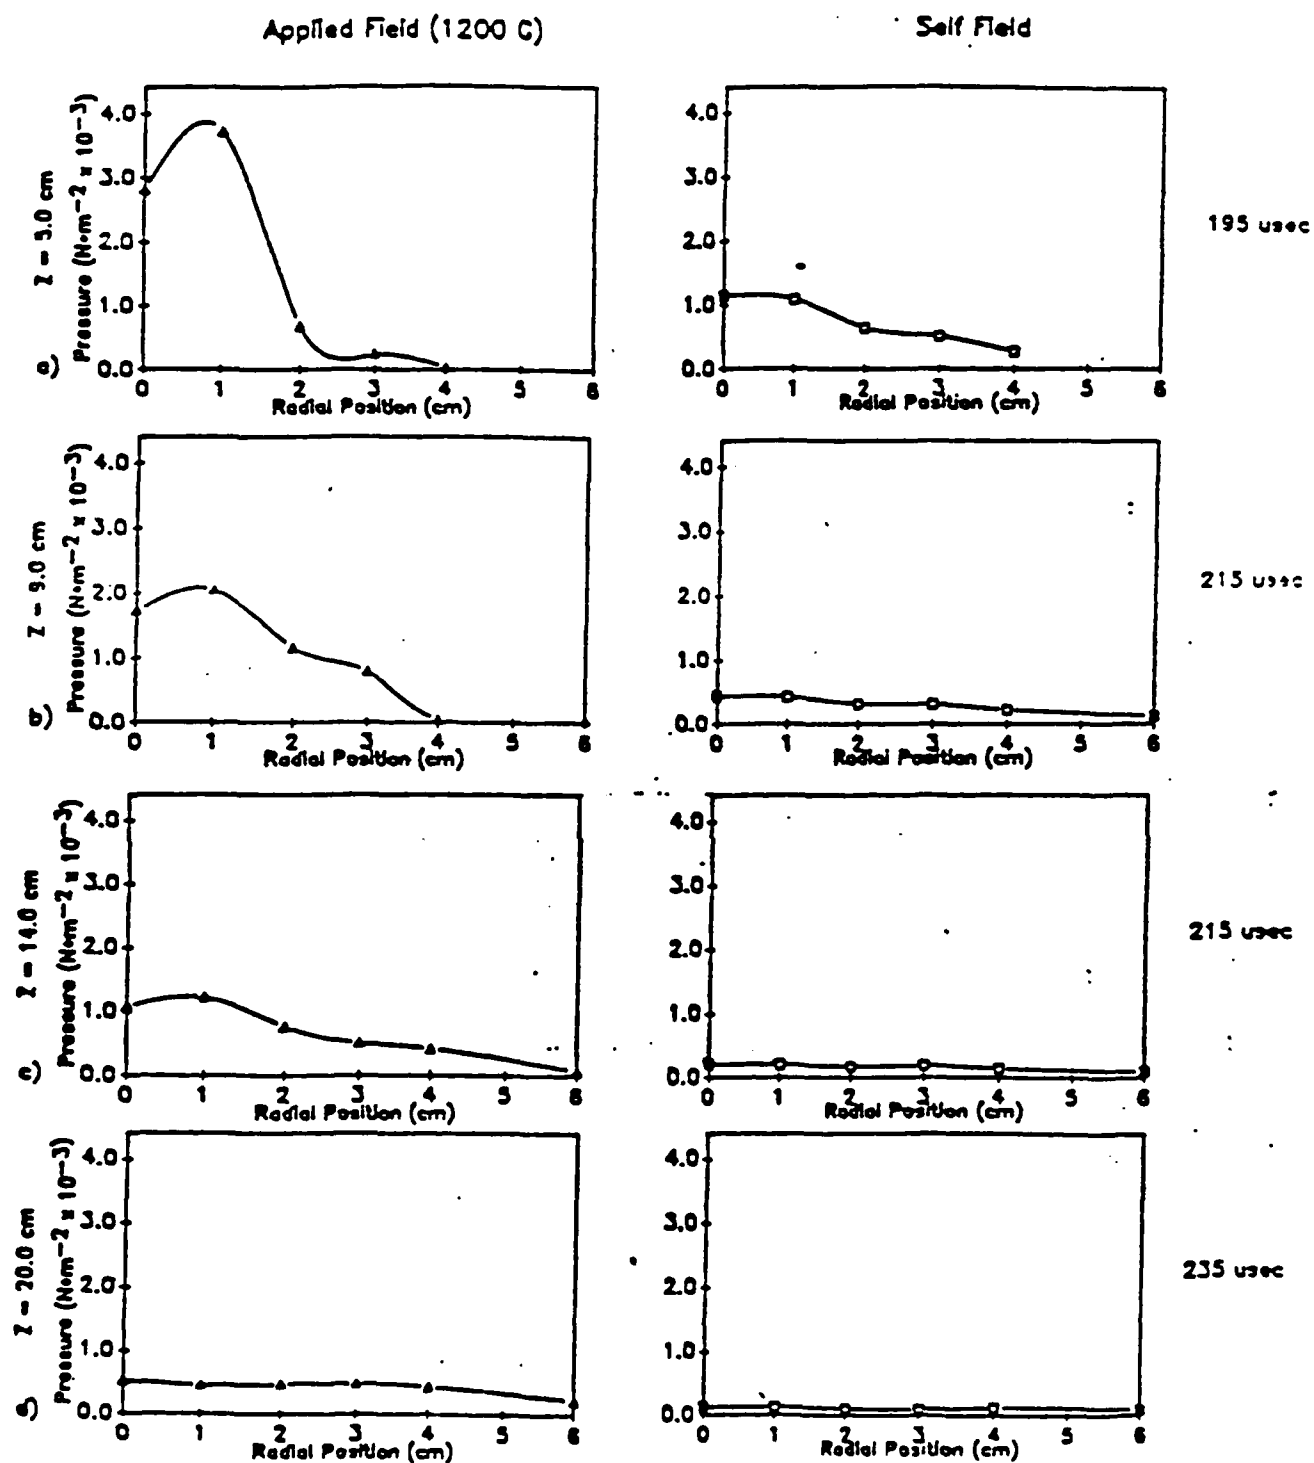 Applied Field (1200 G)
Self Field
a)
Z = 5.0 cm
Pressure (N•m−2 x 10−3)
4.0
3.0
2.0
1.0
0.0
0 1 2 3 4 5 6
Radial Position (cm)
4.0
3.0
2.0
1.0
0.0
0 1 2 3 4 5 6
Radial Position (cm)
195 usec
b)
Z = 9.0 cm
Pressure (N•m−2 x 10−3)
4.0
3.0
2.0
1.0
0.0
0 1 2 3 4 5 6
Radial Position (cm)
4.0
3.0
2.0
1.0
0.0
0 1 2 3 4 5 6
Radial Position (cm)
215 usec
c)
Z = 14.0 cm
Pressure (N•m−2 x 10−3)
4.0
3.0
2.0
1.0
0.0
0 1 2 3 4 5 6
Radial Position (cm)
4.0
3.0
2.0
1.0
0.0
0 1 2 3 4 5 6
Radial Position (cm)
215 usec
d)
Z = 20.0 cm
Pressure (N•m−2 x 10−3)
4.0
3.0
2.0
1.0
0.0
0 1 2 3 4 5 6
Radial Position (cm)
4.0
3.0
2.0
1.0
0.0
0 1 2 3 4 5 6
Radial Position (cm)
235 usec